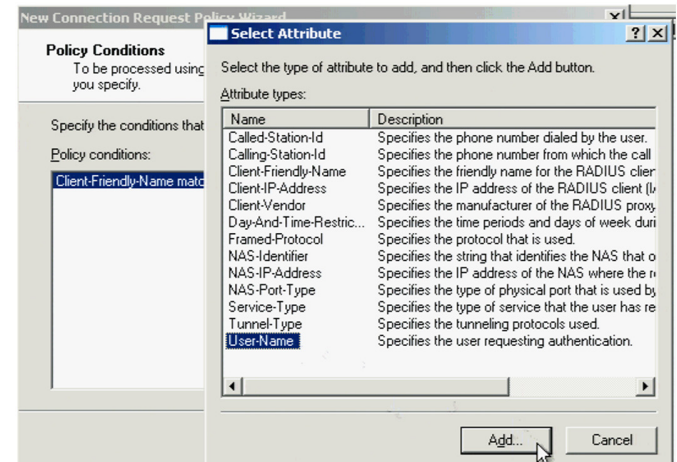 New Connection Request Policy Wizard
Select Attribute
Policy Conditions
To be processed using
you specify.
Specify the conditions that
Policy conditions:
Client-Friendly-Name matc
Select the type of attribute to add, and then click the Add button.
Attribute types:
Name Description
Called-Station-Id Specifies the phone number dialed by the user.
Calling-Station-Id Specifies the phone number from which the call
Client-Friendly-Name Specifies the friendly name for the RADIUS clien
Client-IP-Address Specifies the IP address of the RADIUS client (I
Client-Vendor Specifies the manufacturer of the RADIUS proxy
Day-And-Time-Restric... Specifies the time periods and days of week duri
Framed-Protocol Specifies the protocol that is used.
NAS-Identifier Specifies the string that identifies the NAS that o
NAS-IP-Address Specifies the IP address of the NAS where the
NAS-Port-Type Specifies the type of physical port that is used by
Service-Type Specifies the type of service that the user has re
Tunnel-Type Specifies the tunneling protocols used.
User-Name Specifies the user requesting authentication.
Add... Cancel